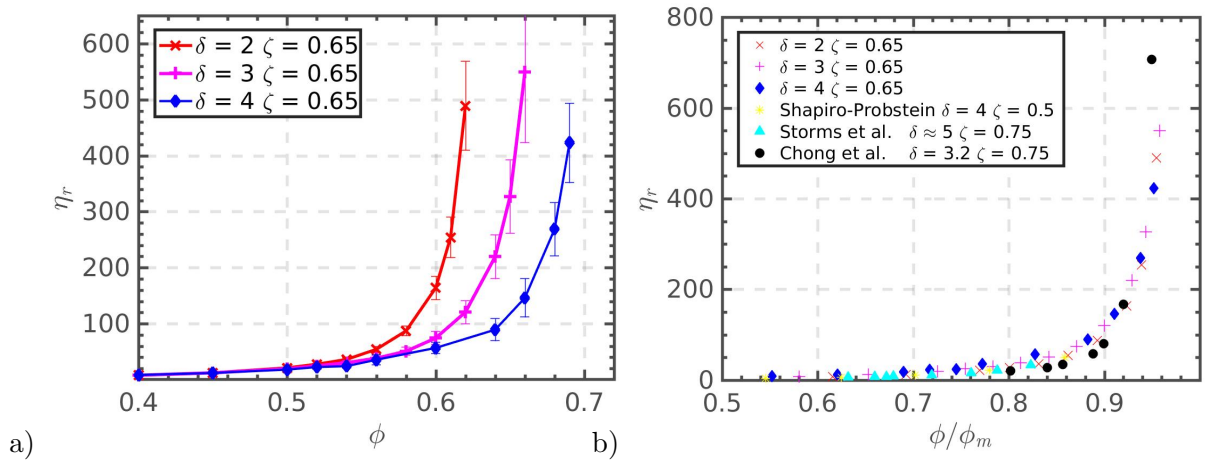 600
500
400
300
200
100
0.4 0.5 0.6 0.7
ηr
ϕ
δ = 2 ζ = 0.65
δ = 3 ζ = 0.65
δ = 4 ζ = 0.65
a)
800
600
400
200
0
0.5 0.6 0.7 0.8 0.9
ηr
ϕ/ϕm
δ = 2 ζ = 0.65
δ = 3 ζ = 0.65
δ = 4 ζ = 0.65
Shapiro-Probstein δ = 4 ζ = 0.5
Storms et al. δ ≈ 5 ζ = 0.75
Chong et al. δ = 3.2 ζ = 0.75
b)